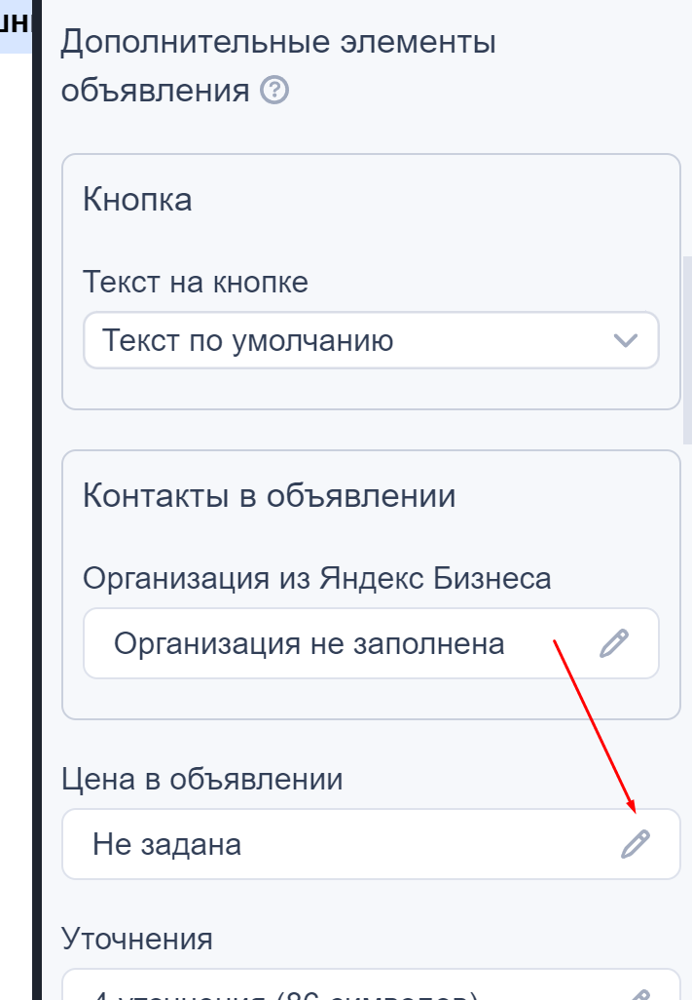 Дополнительные элементы
объявления
Кнопка
Текст на кнопке
Текст по умолчанию
Контакты в объявлении
Организация из Яндекс Бизнеса
Организация не заполнена
Цена в объявлении
Не задана
Уточнения
4 уточнения (86 символов)